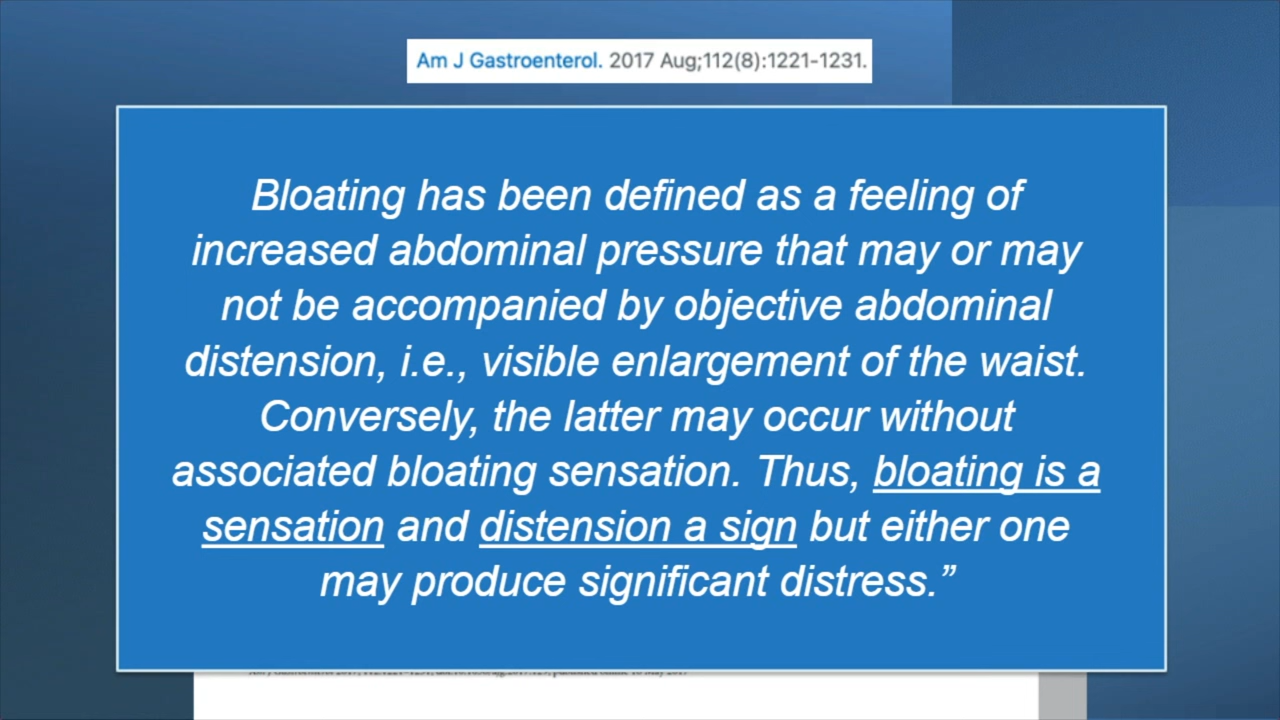 Am J Gastroenterol. 2017 Aug;112(8):1221-1231.
Bloating has been defined as a feeling of
increased abdominal pressure that may or may
not be accompanied by objective abdominal
distension, i.e., visible enlargement of the waist.
Conversely, the latter may occur without
associated bloating sensation. Thus, bloating is a
sensation and distension a sign but either one
may produce significant distress.”